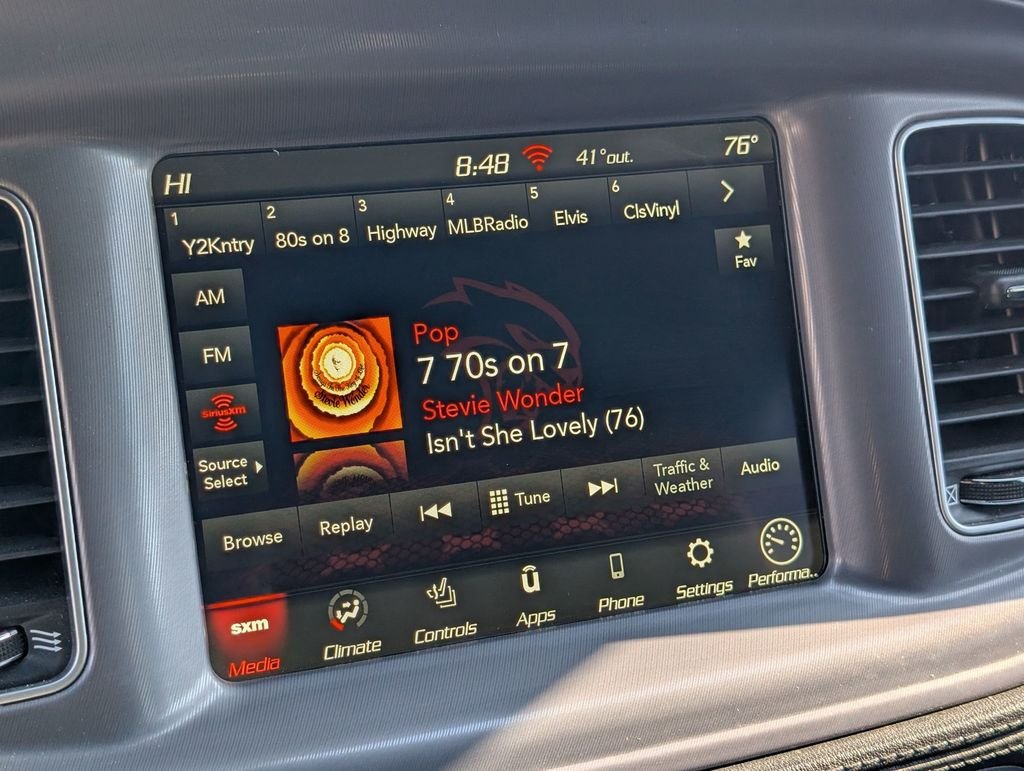 HI 8:48 41°out. 76°
1 Y2Kntry 2 80s on 8 3 Highway 4 MLBRadio 5 Elvis 6 ClsVinyl
Fav
AM
FM
SiriusXM
Source
Select
Stevie Wonder
Pop
7 70s on 7
Stevie Wonder
Isn't She Lovely (76)
Browse Replay Tune Traffic &
Weather Audio
sxm
Media Climate Controls Apps Phone Settings Performa..